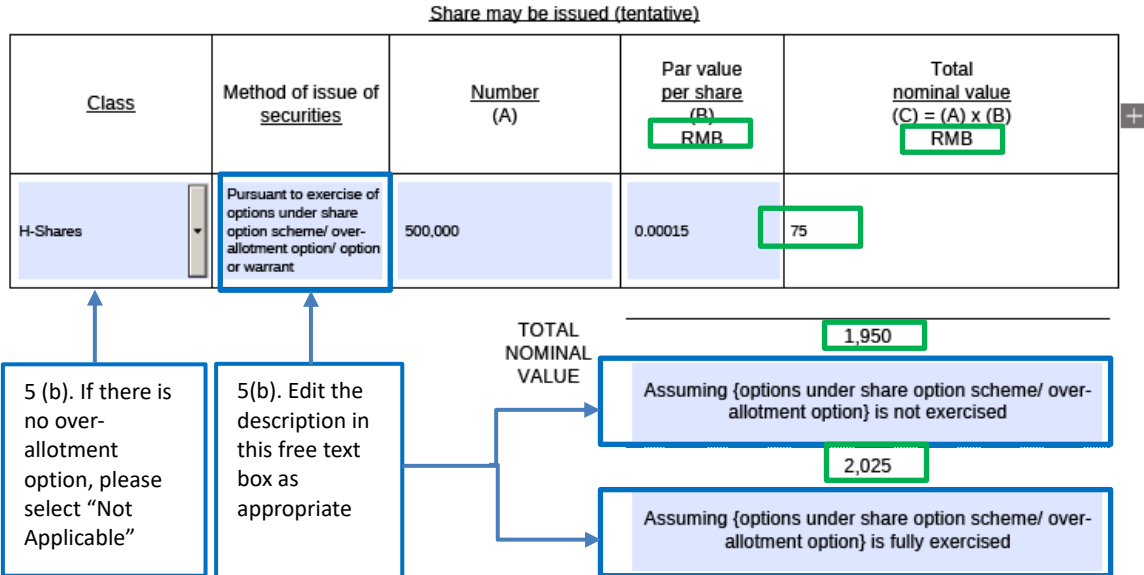 Share may be issued (tentative)
Class
Method of issue of
securities
Number
(A)
Par value
per share
(B)
RMB
Total
nominal value
(C) = (A) x (B)
RMB
+
H-Shares
Pursuant to exercise of
options under share
option scheme/ over-
allotment option/ option
or warrant
500,000
0.00015
75
TOTAL
NOMINAL
VALUE
1,950
Assuming {options under share option scheme/ over-
allotment option} is not exercised
2,025
Assuming {options under share option scheme/ over-
allotment option} is fully exercised
5 (b). If there is
no over-
allotment
option, please
select “Not
Applicable”
5(b). Edit the
description in
this free text
box as
appropriate